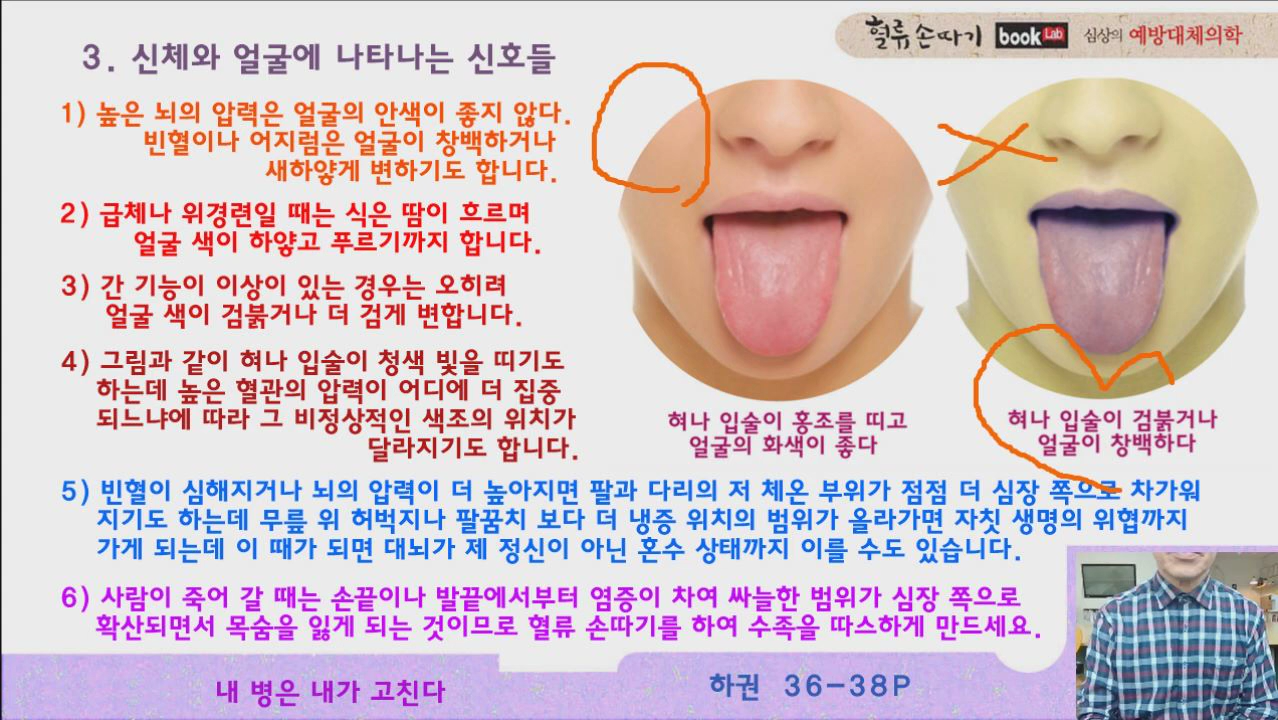 혈류 손따기 book Lab 심상의 예방대체의학
3. 신체와 얼굴에 나타나는 신호들
1) 높은 뇌의 압력은 얼굴의 안색이 좋지 않다.
빈혈이나 어지럼은 얼굴이 창백하거나
새하얗게 변하기도 합니다.
2) 급체나 위경련일 때는 식은 땀이 흐르며
얼굴 색이 하얗고 푸르기까지 합니다.
3) 간 기능이 이상이 있는 경우는 오히려
얼굴 색이 검붉거나 더 검게 변합니다.
4) 그림과 같이 혀나 입술이 청색 빛을 띠기도
하는데 높은 혈관의 압력이 어디에 더 집중
되느냐에 따라 그 비정상적인 색조의 위치가
달라지기도 합니다.
혀나 입술이 홍조를 띠고
얼굴의 화색이 좋다
혀나 입술이 검붉거나
얼굴이 창백하다
5) 빈혈이 심해지거나 뇌의 압력이 더 높아지면 팔과 다리의 저 체온 부위가 점점 더 심장 쪽으로 차가워
지기도 하는데 무릎 위 허벅지나 팔꿈치 보다 더 냉증 위치의 범위가 올라가면 자칫 생명의 위협까지
가게 되는데 이 때가 되면 대뇌가 제 정신이 아닌 혼수 상태까지 이를 수도 있습니다.
6) 사람이 죽어 갈 때는 손끝이나 발끝에서부터 염증이 차여 싸늘한 범위가 심장 쪽으로
확산되면서 목숨을 잃게 되는 것이므로 혈류 손따기를 하여 수족을 따스하게 만드세요.
내 병은 내가 고친다
하권 36-38P